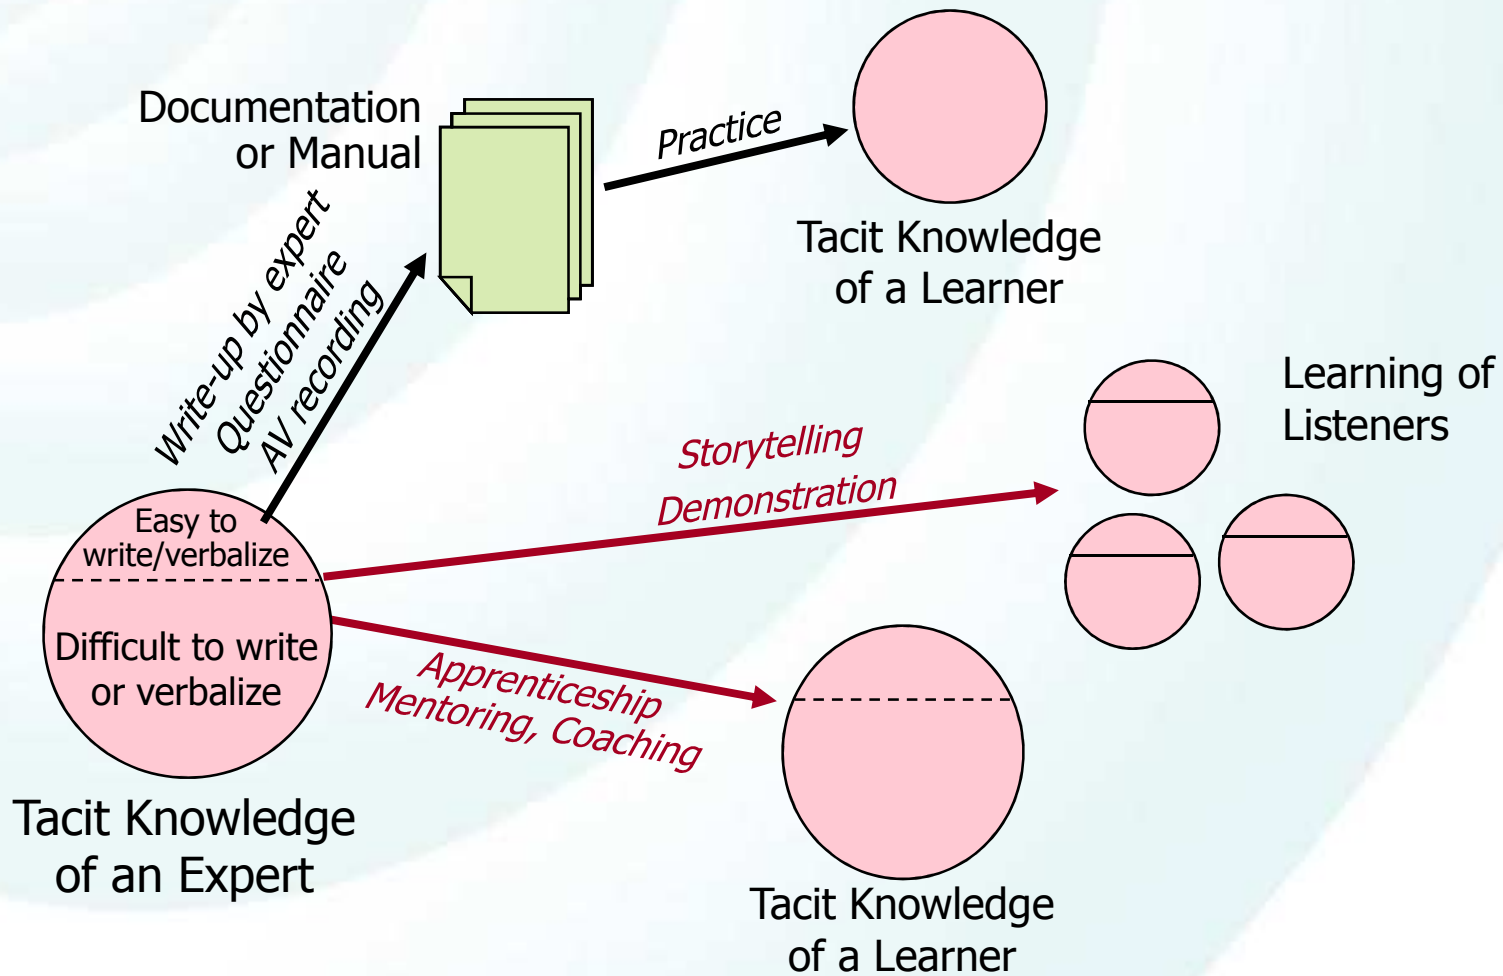 Documentation
or Manual
Practice
Tacit Knowledge
of a Learner
Write-up by expert
Questionnaire
AV recording
Learning of
Listeners
Storytelling
Demonstration
Easy to
write/verbalize
Difficult to write
or verbalize
Apprenticeship
Mentoring, Coaching
Tacit Knowledge
of an Expert
Tacit Knowledge
of a Learner